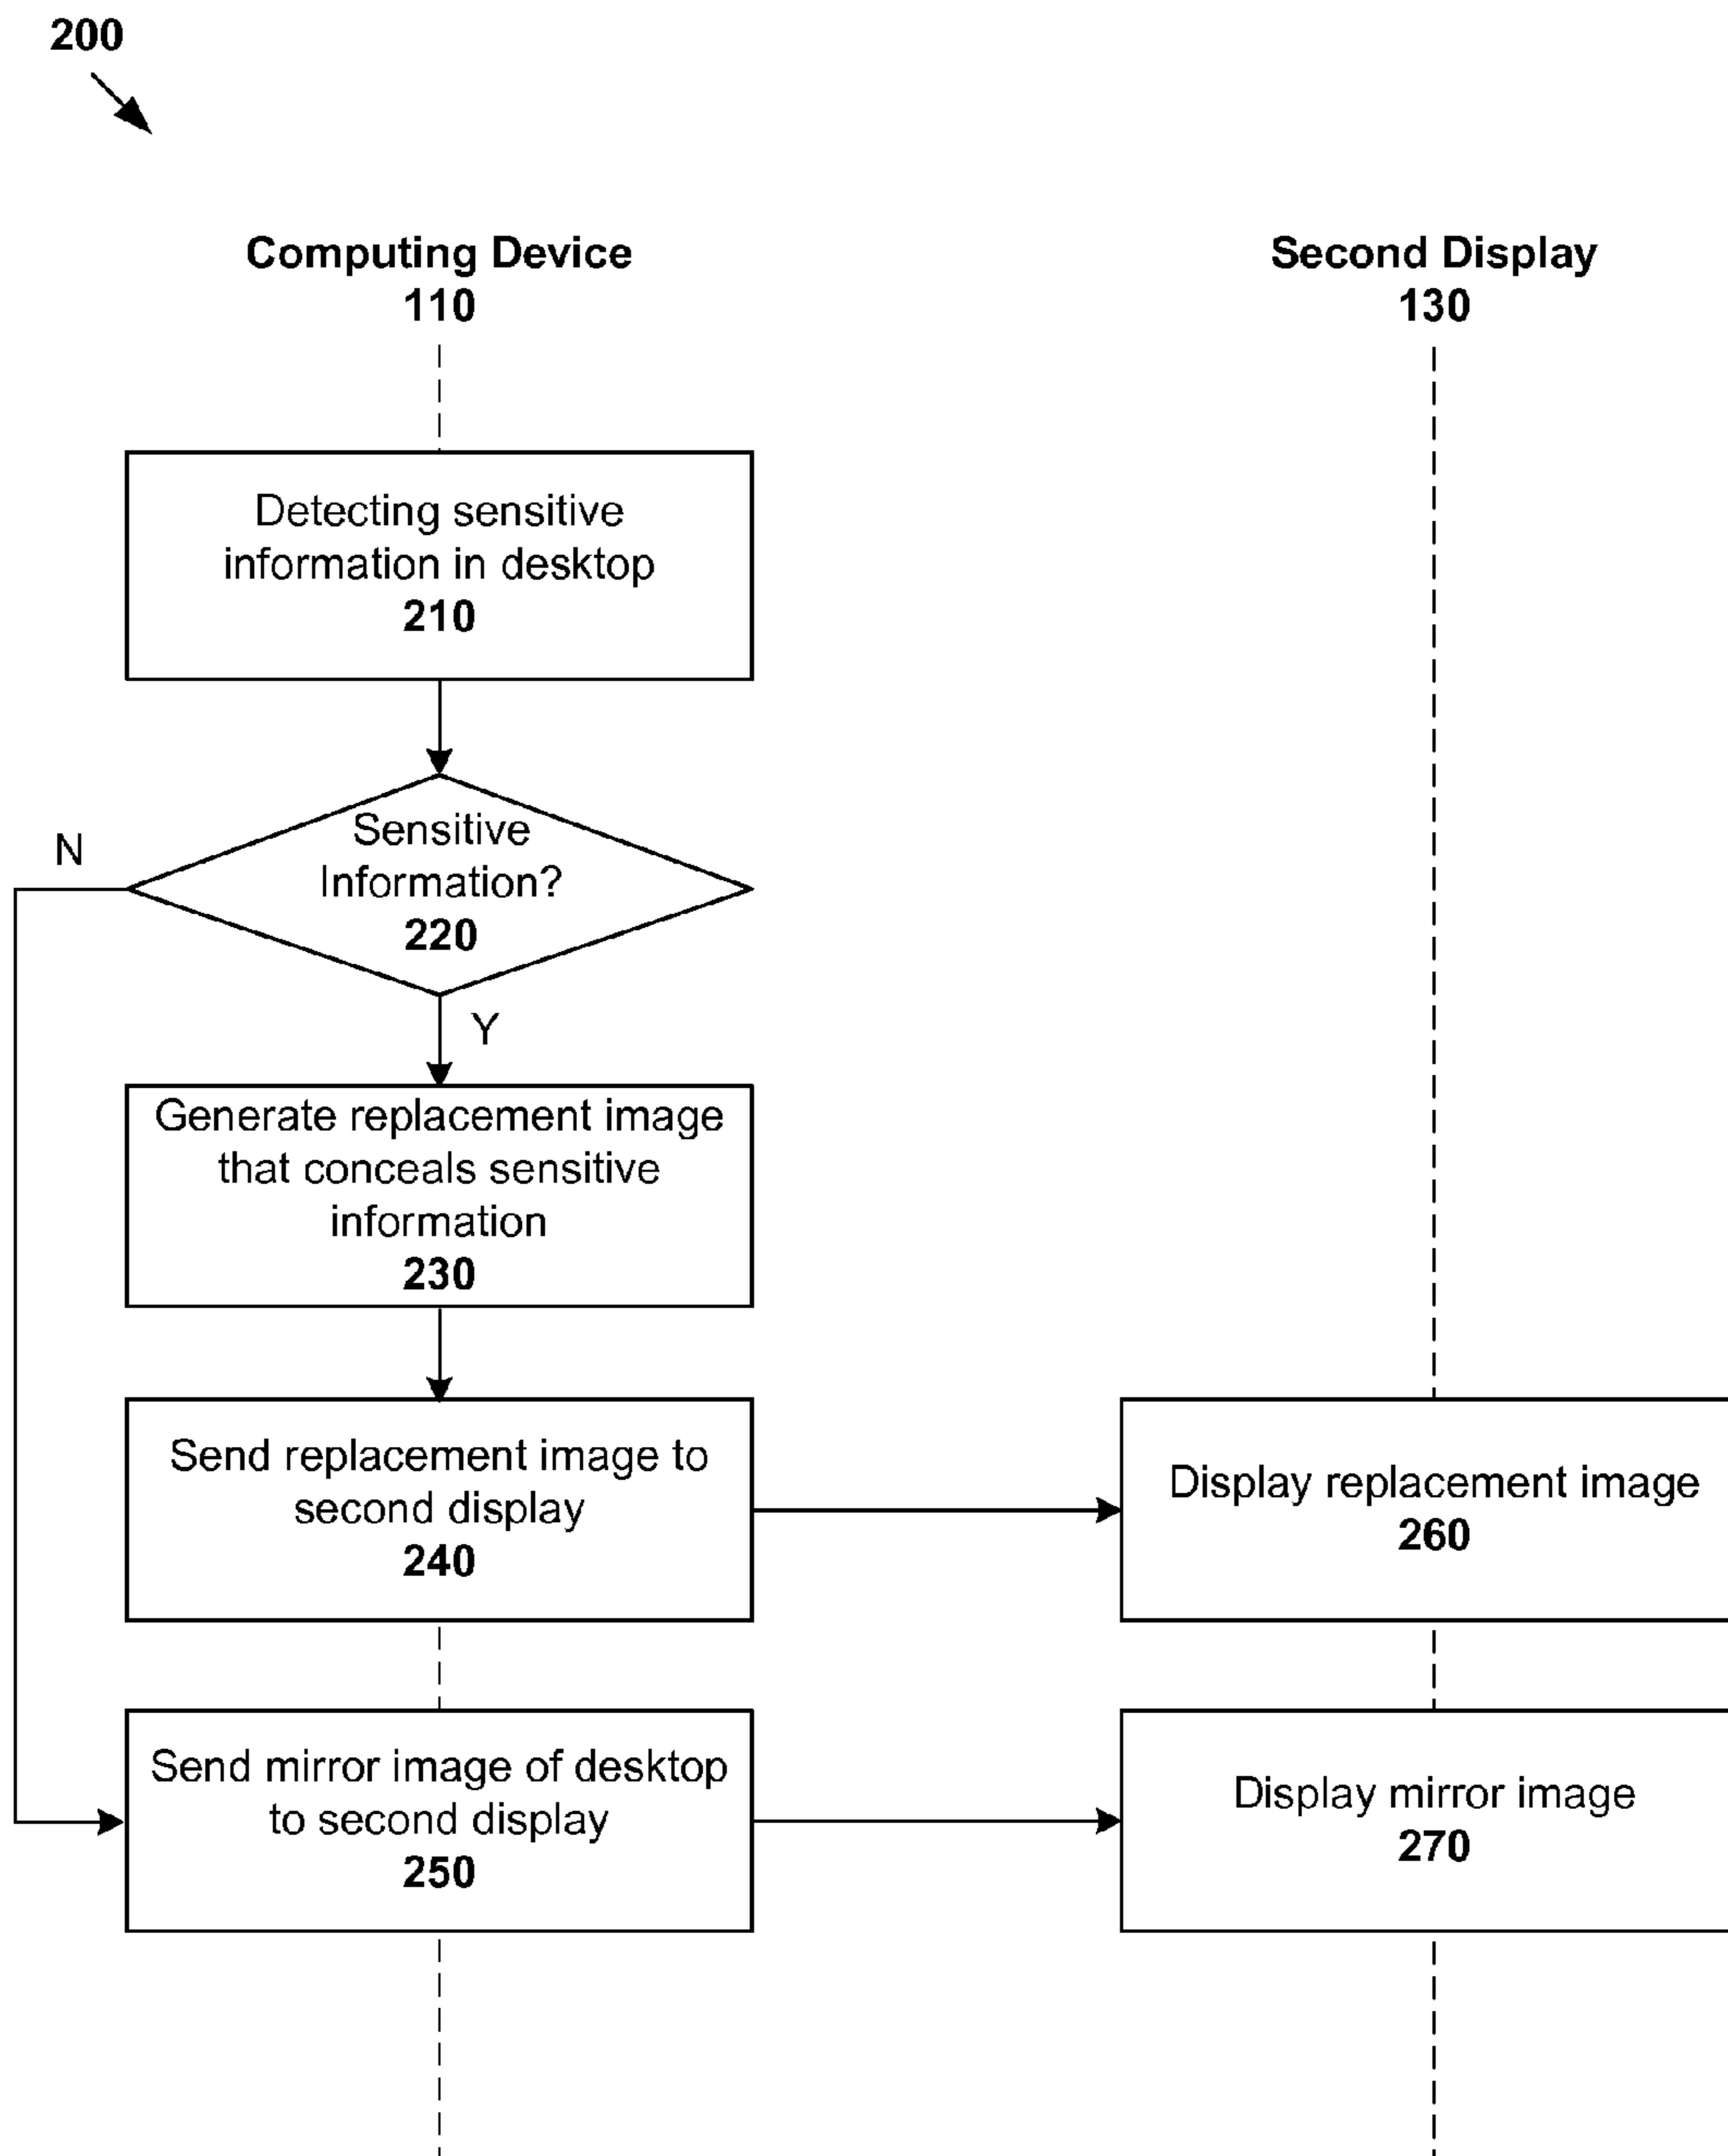 200
Computing Device
110
Second Display
130
Detecting sensitive
information in desktop
210
Sensitive
Information?
220
N
Y
Generate replacement image
that conceals sensitive
information
230
Send replacement image to
second display
240
Display replacement image
260
Send mirror image of desktop
to second display
250
Display mirror image
270